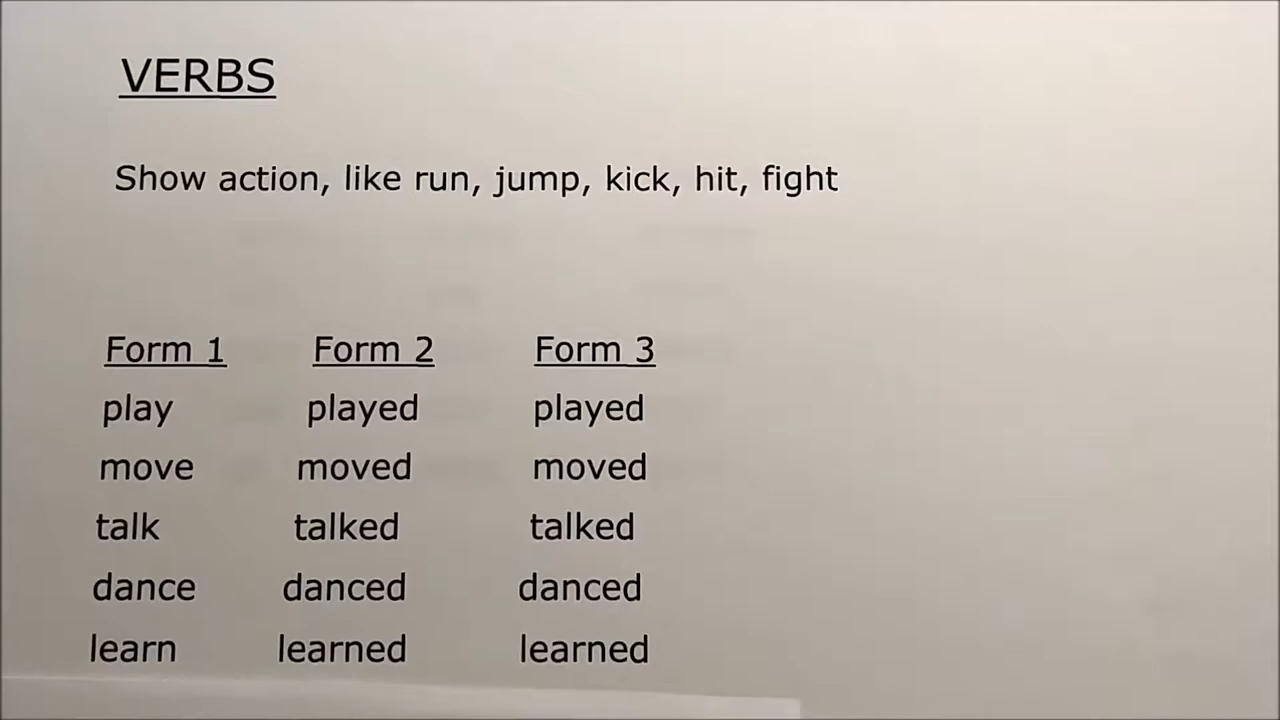 VERBS
Show action, like run, jump, kick, hit, fight
Form 1 Form 2 Form 3
play played played
move moved moved
talk talked talked
dance danced danced
learn learned learned